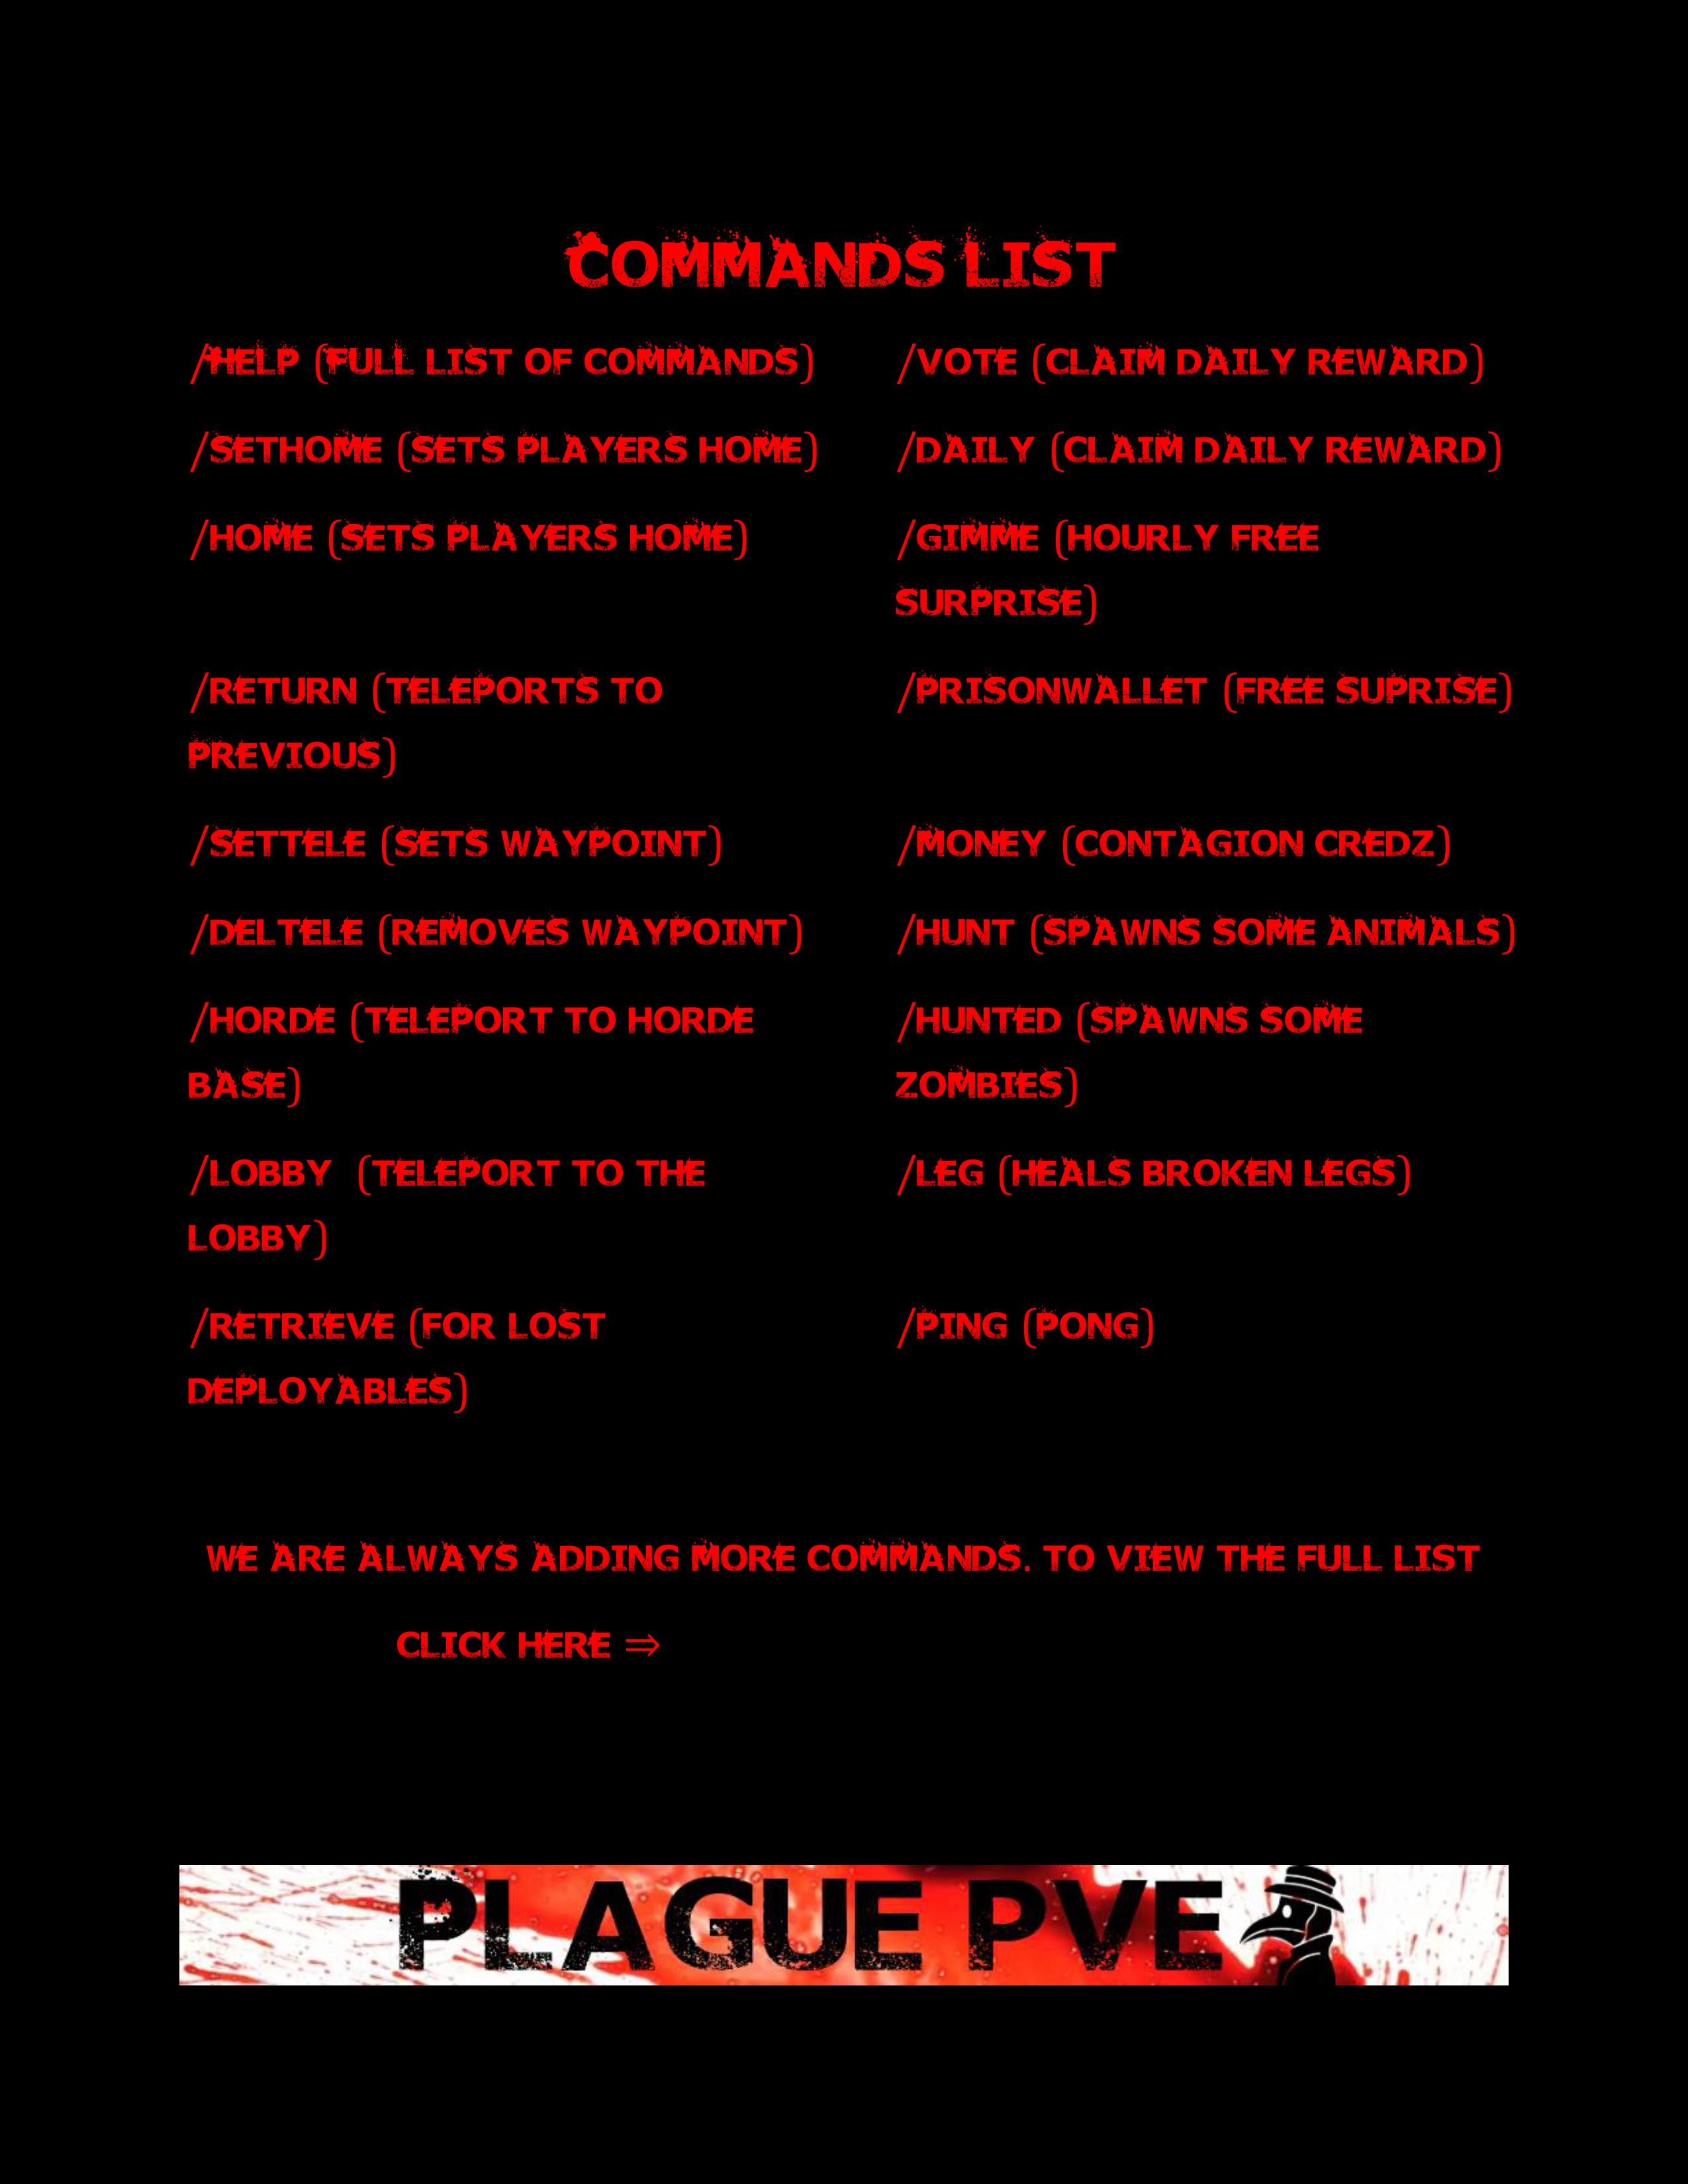 COMMANDS LIST
/HELP (FULL LIST OF COMMANDS)
/VOTE (CLAIM DAILY REWARD)
/SETHOME (SETS PLAYERS HOME)
/DAILY (CLAIM DAILY REWARD)
/HOME (SETS PLAYERS HOME)
/GIMME (HOURLY FREE
SURPRISE)
/RETURN (TELEPORTS TO
PREVIOUS)
/PRISONWALLET (FREE SUPRISE)
/SETTELE (SETS WAYPOINT)
/MONEY (CONTAGION CREDZ)
/DELTELE (REMOVES WAYPOINT)
/HUNT (SPAWNS SOME ANIMALS)
/HORDE (TELEPORT TO HORDE
BASE)
/HUNTED (SPAWNS SOME
ZOMBIES)
/LOBBY (TELEPORT TO THE
LOBBY)
/LEG (HEALS BROKEN LEGS)
/RETRIEVE (FOR LOST
DEPLOYABLES)
/PING (PONG)
WE ARE ALWAYS ADDING MORE COMMANDS. TO VIEW THE FULL LIST
CLICK HERE ⇒
PLAGUE PVE